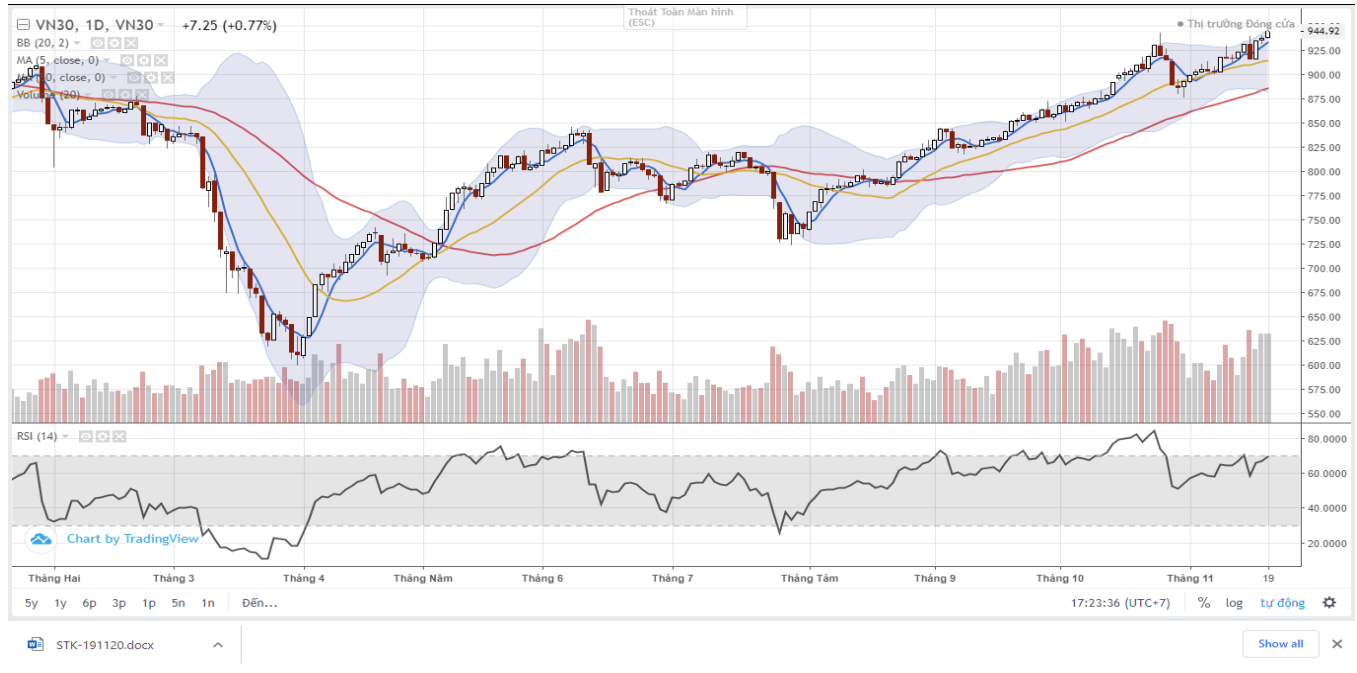 Thoát Toàn Màn hình
(ESC)
VN30, 1D, VN30 +7.25 (+0.77%)
Thị trường Đóng cửa
BB (20, 2)
MA (5, close, 0)
close, 0)
Volume (20)
944.92
925.00
900.00
875.00
850.00
825.00
800.00
775.00
750.00
725.00
700.00
675.00
650.00
625.00
600.00
575.00
550.00
RSI (14)
80.0000
60.0000
40.0000
20.0000
Chart by TradingView
Tháng Hai Tháng 3 Tháng 4 Tháng Năm Tháng 6 Tháng 7 Tháng Tám Tháng 9 Tháng 10 Tháng 11 19
5y 1y 6p 3p 1p 5n 1n Đến... 17:23:36 (UTC+7) % log tự động
STK-191120.docx Show all